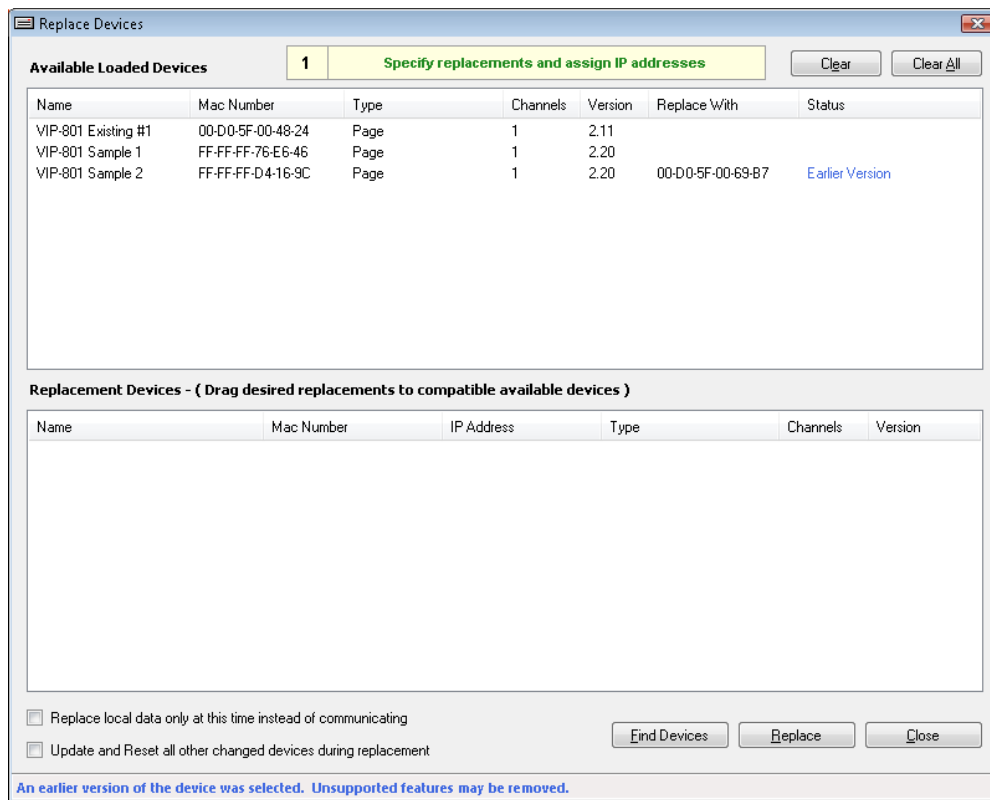 Replace Devices
Available Loaded Devices 1 Specify replacements and assign IP addresses Clear Clear All
Name Mac Number Type Channels Version Replace With Status
VIP-801 Existing #1 00-D0-5F-00-48-24 Page 1 2.11
VIP-801 Sample 1 FF-FF-FF-76-E6-46 Page 1 2.20
VIP-801 Sample 2 FF-FF-FF-D4-16-9C Page 1 2.20 00-D0-5F-00-69-B7 Earlier Version
Replacement Devices - ( Drag desired replacements to compatible available devices )
Name Mac Number IP Address Type Channels Version
Replace local data only at this time instead of communicating
Update and Reset all other changed devices during replacement
Find Devices Replace Close
An earlier version of the device was selected. Unsupported features may be removed.